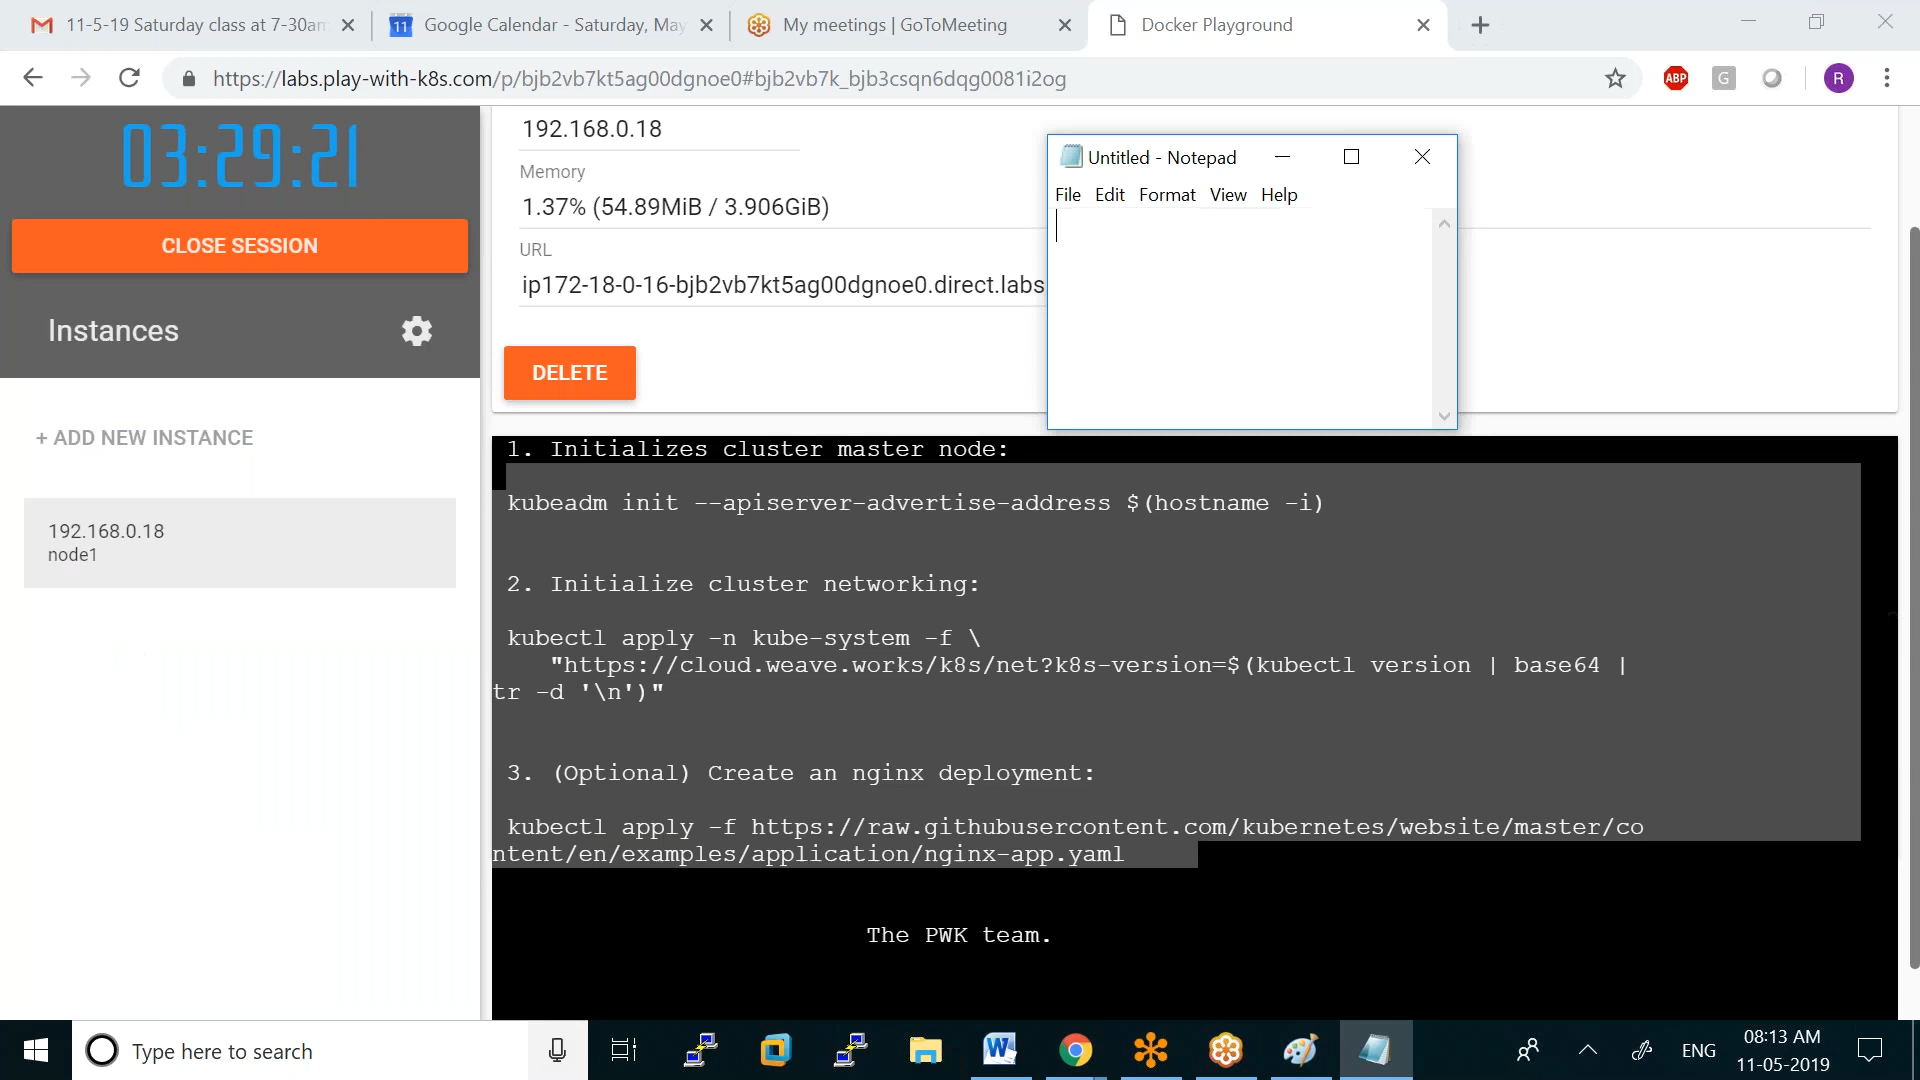 11-5-19 Saturday class at 7-30am
Google Calendar - Saturday, May
My meetings | GoToMeeting
Docker Playground
https://labs.play-with-k8s.com/p/bjb2vb7kt5ag00dgnoe0#bjb2vb7k_bjb3csqn6dqg0081i2og
ABP
G
R
03:29:21
CLOSE SESSION
Instances
+ ADD NEW INSTANCE
192.168.0.18
node1
192.168.0.18
Memory
1.37% (54.89MiB / 3.906GiB)
URL
ip172-18-0-16-bjb2vb7kt5ag00dgnoe0.direct.labs
DELETE
Untitled - Notepad
File Edit Format View Help
1. Initializes cluster master node:
kubeadm init --apiserver-advertise-address $(hostname -i)
2. Initialize cluster networking:
kubectl apply -n kube-system -f \
"https://cloud.weave.works/k8s/net?k8s-version=$(kubectl version | base64 |
tr -d '\n')"
3. (Optional) Create an nginx deployment:
kubectl apply -f https://raw.githubusercontent.com/kubernetes/website/master/co
ntent/en/examples/application/nginx-app.yaml
The PWK team.
Type here to search
ENG
08:13 AM
11-05-2019